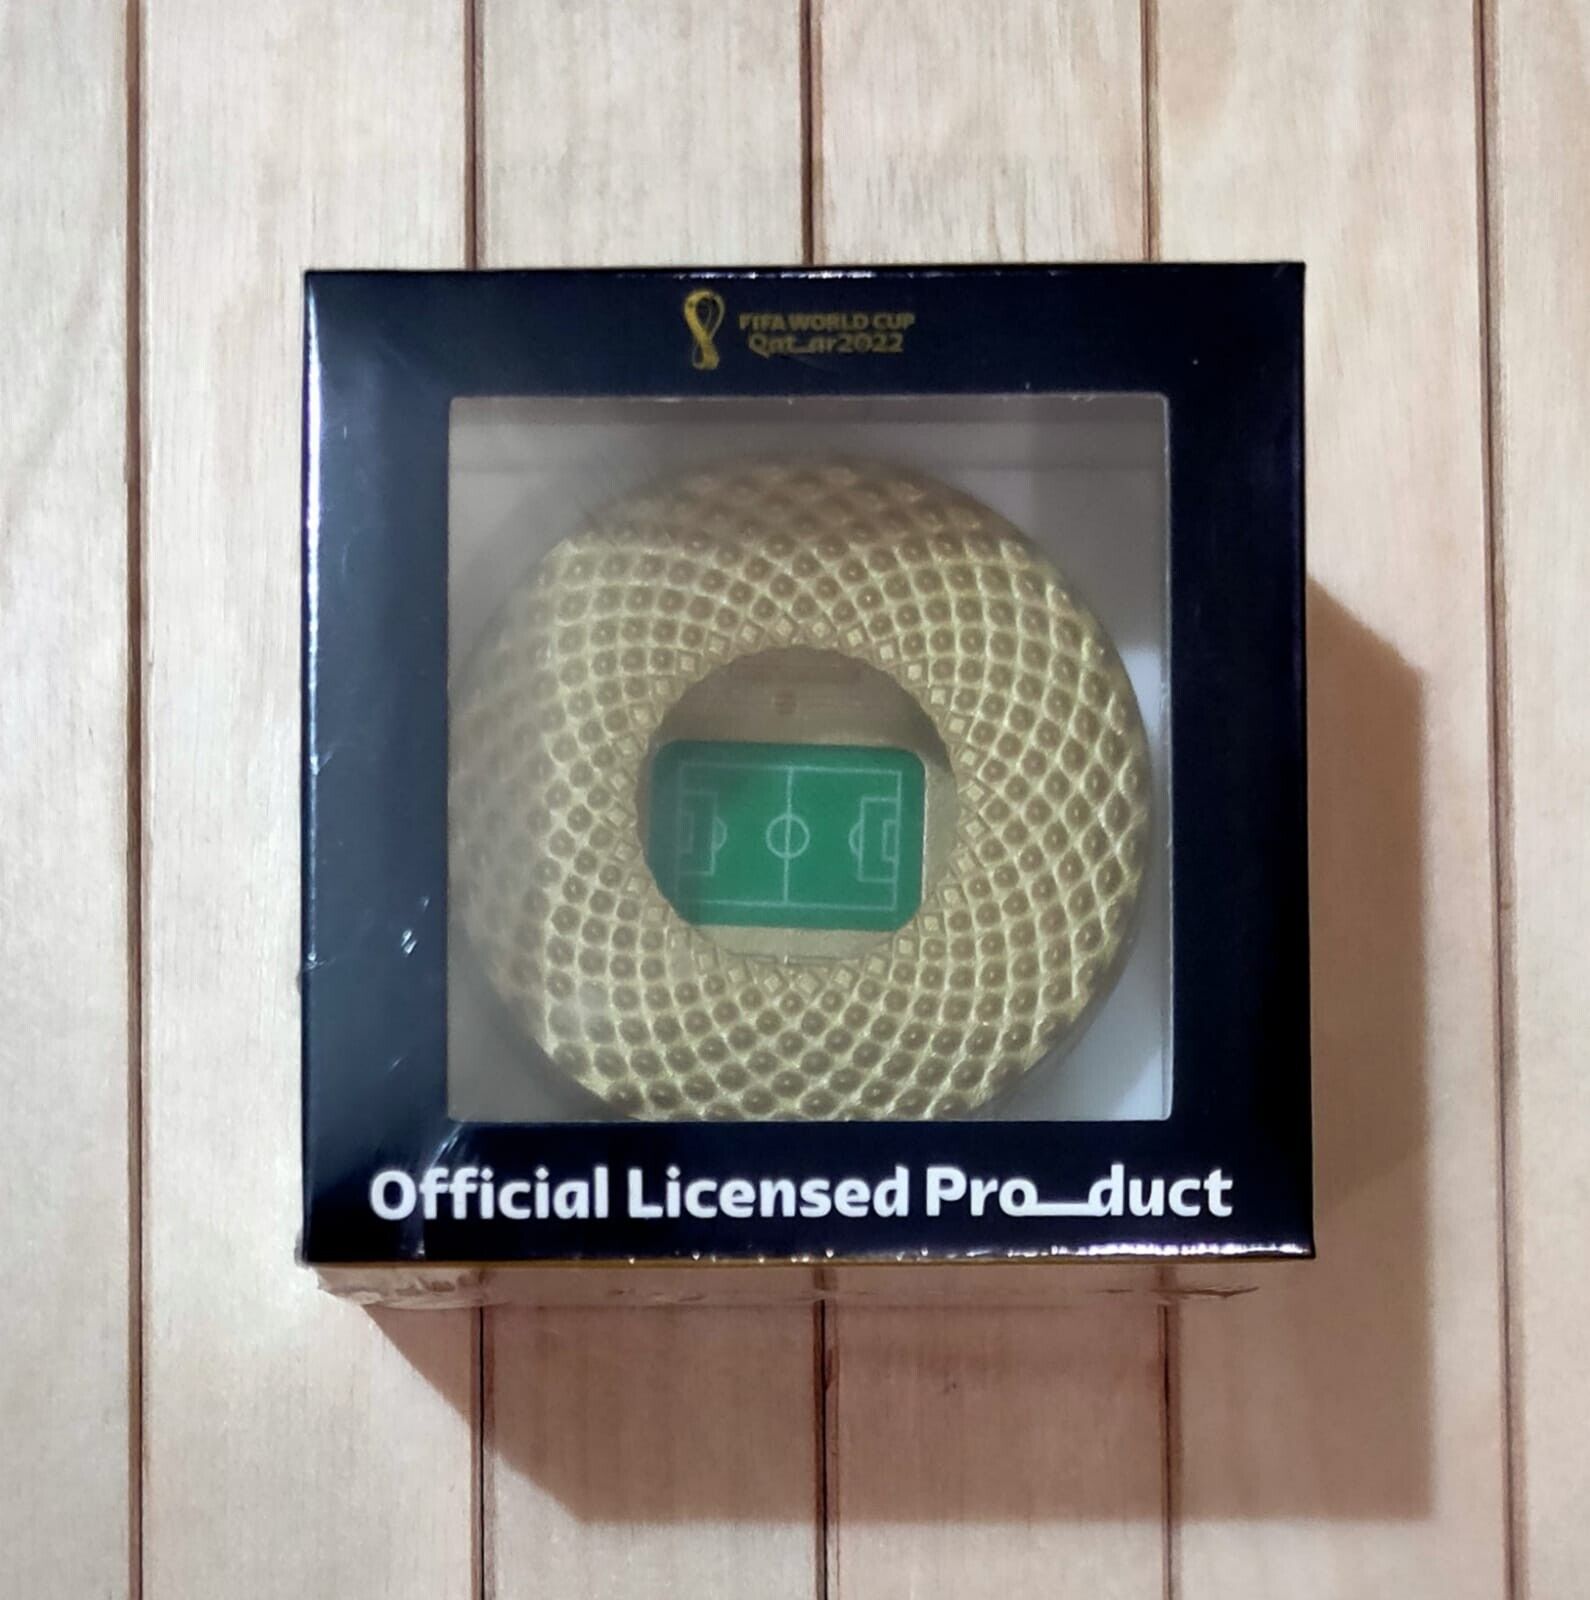 FIFA WORLD CUP
Qat_ar2022
Official Licensed Pro_duct